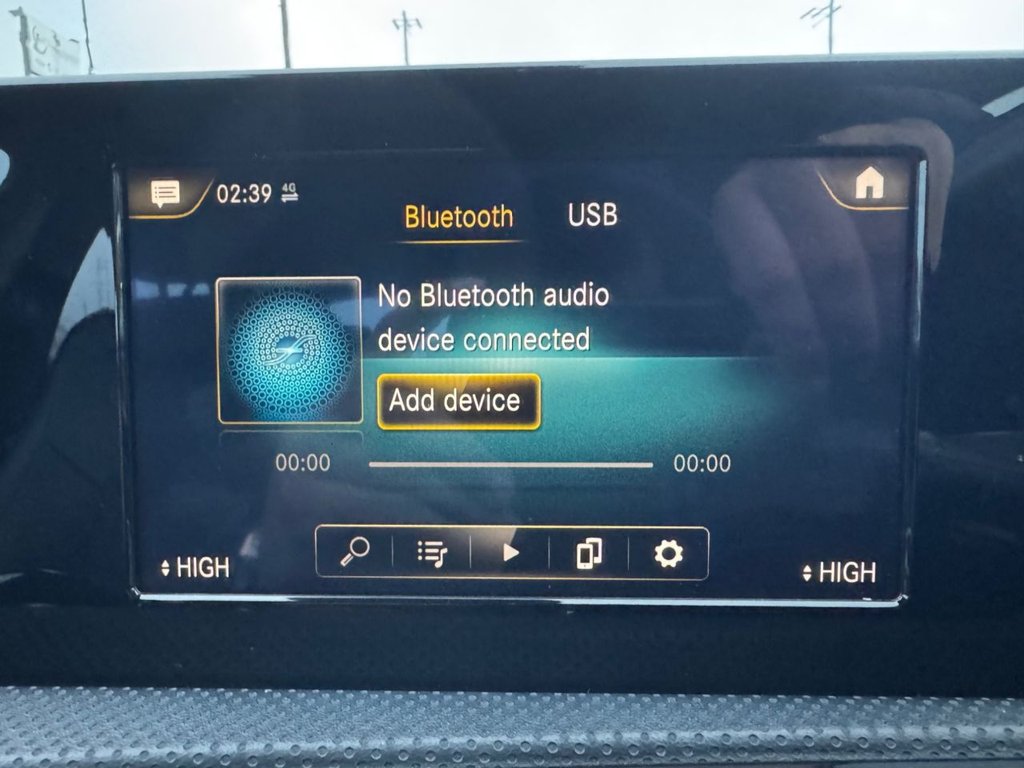 02:39 4G
Bluetooth USB
No Bluetooth audio
device connected
Add device
00:00 00:00
HIGH HIGH